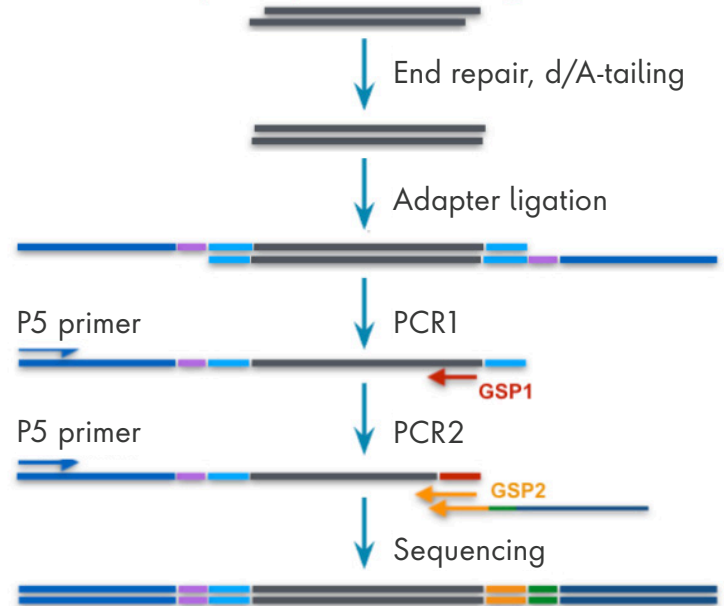 End repair, d/A-tailing
Adapter ligation
P5 primer
PCR1
GSP1
P5 primer
PCR2
GSP2
Sequencing